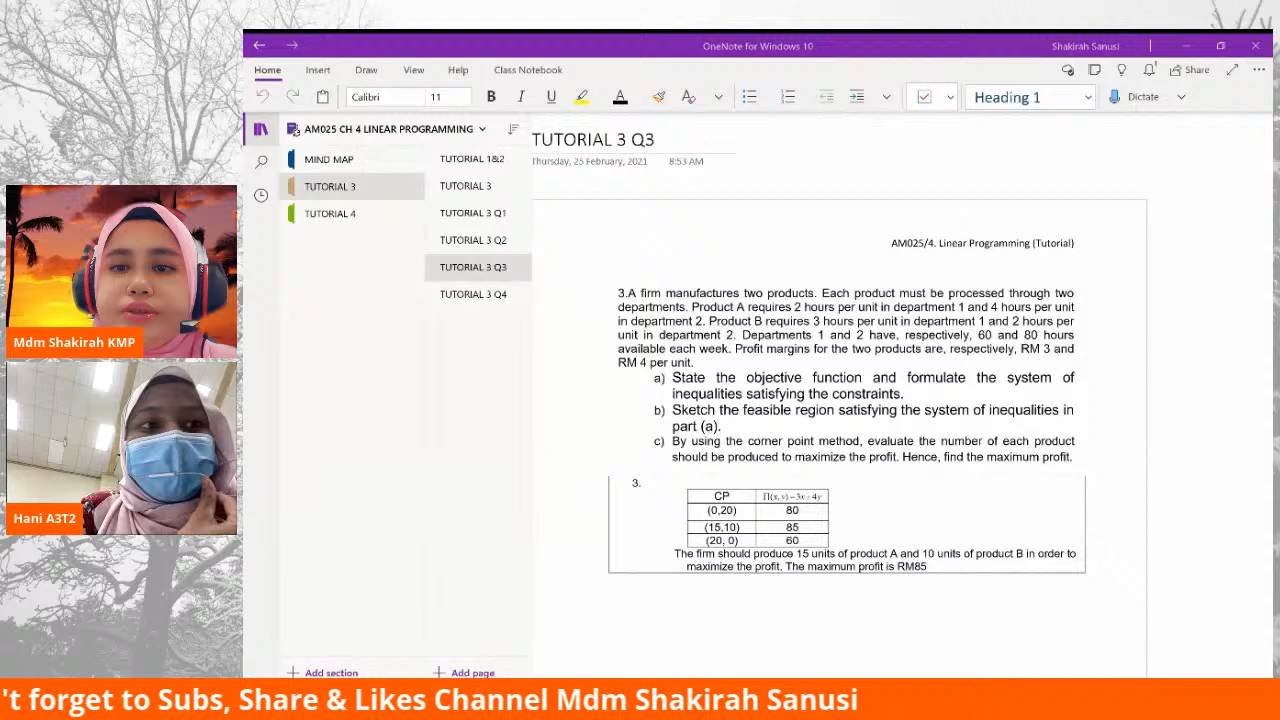 OneNote for Windows 10
Shakirah Sanusi
Home Insert Draw View Help Class Notebook
Share
Calibri 11 B I U A Heading 1 Dictate
AM025 CH 4 LINEAR PROGRAMMING
MIND MAP
TUTORIAL 3
TUTORIAL 4
TUTORIAL 1&2
TUTORIAL 3
TUTORIAL 3 Q1
TUTORIAL 3 Q2
TUTORIAL 3 Q3
TUTORIAL 3 Q4
Add section
Add page
TUTORIAL 3 Q3
Thursday, 25 February, 2021 8:53 AM
AM025/4. Linear Programming (Tutorial)
3.A firm manufactures two products. Each product must be processed through two
departments. Product A requires 2 hours per unit in department 1 and 4 hours per unit
in department 2. Product B requires 3 hours per unit in department 1 and 2 hours per
unit in department 2. Departments 1 and 2 have, respectively, 60 and 80 hours
available each week. Profit margins for the two products are, respectively, RM 3 and
RM 4 per unit.
a) State the objective function and formulate the system of
inequalities satisfying the constraints.
b) Sketch the feasible region satisfying the system of inequalities in
part (a).
c) By using the corner point method, evaluate the number of each product
should be produced to maximize the profit. Hence, find the maximum profit.
3.
CP ∏(x, y) = 3x + 4y
(0,20) 80
(15,10) 85
(20, 0) 60
The firm should produce 15 units of product A and 10 units of product B in order to
maximize the profit. The maximum profit is RM85
Mdm Shakirah KMP
Hani A3T2
't forget to Subs, Share & Likes Channel Mdm Shakirah Sanusi